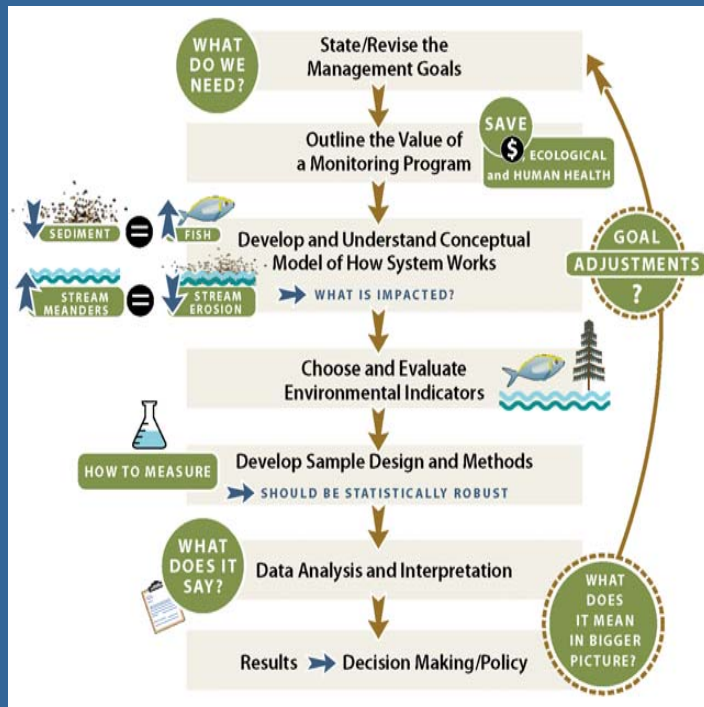 WHAT
DO WE
NEED?
State/Revise the
Management Goals
Outline the Value of
a Monitoring Program
SAVE
$, ECOLOGICAL
and HUMAN HEALTH
SEDIMENT
=
FISH
STREAM
MEANDERS
=
STREAM
EROSION
Develop and Understand Conceptual
Model of How System Works
WHAT IS IMPACTED?
GOAL
ADJUSTMENTS
?
Choose and Evaluate
Environmental Indicators
HOW TO MEASURE
Develop Sample Design and Methods
SHOULD BE STATISTICALLY ROBUST
WHAT
DOES IT
SAY?
Data Analysis and Interpretation
WHAT
DOES
IT MEAN
IN BIGGER
PICTURE?
Results
Decision Making/Policy